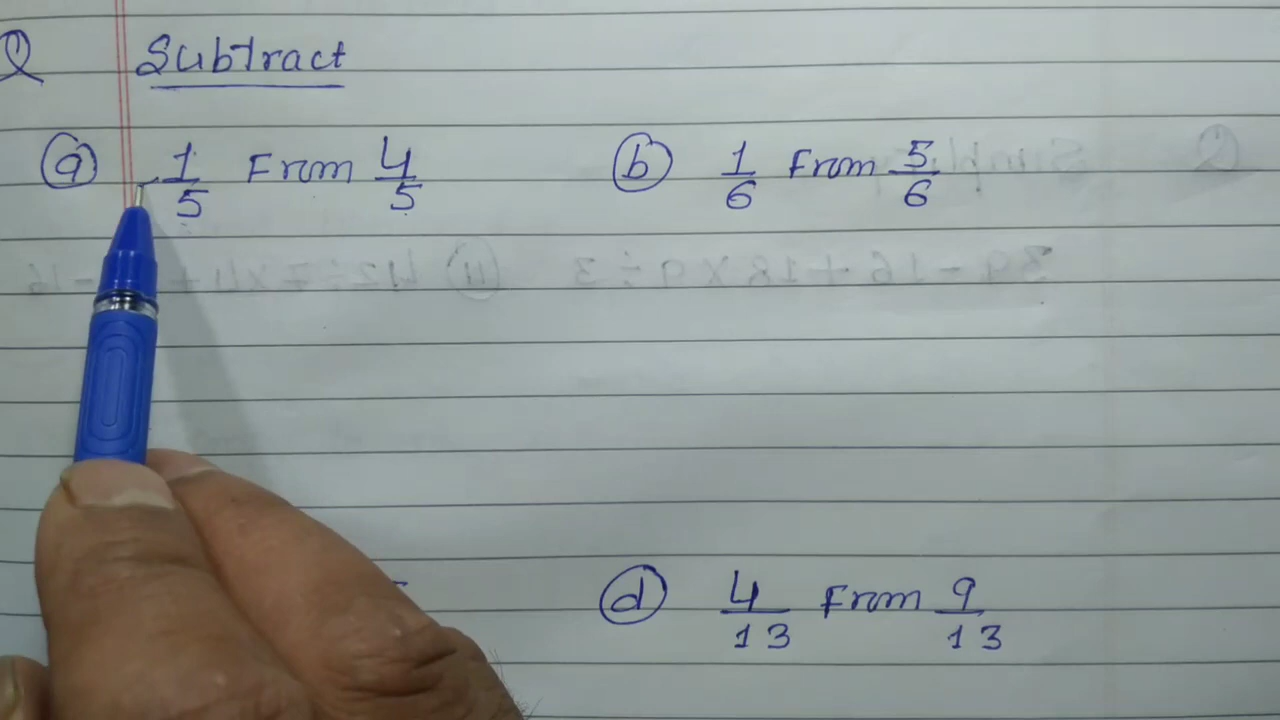 Q Subtract
(a) 1/5 From 4/5 (b) 1/6 From 5/6
(d) 4/13 From 9/13